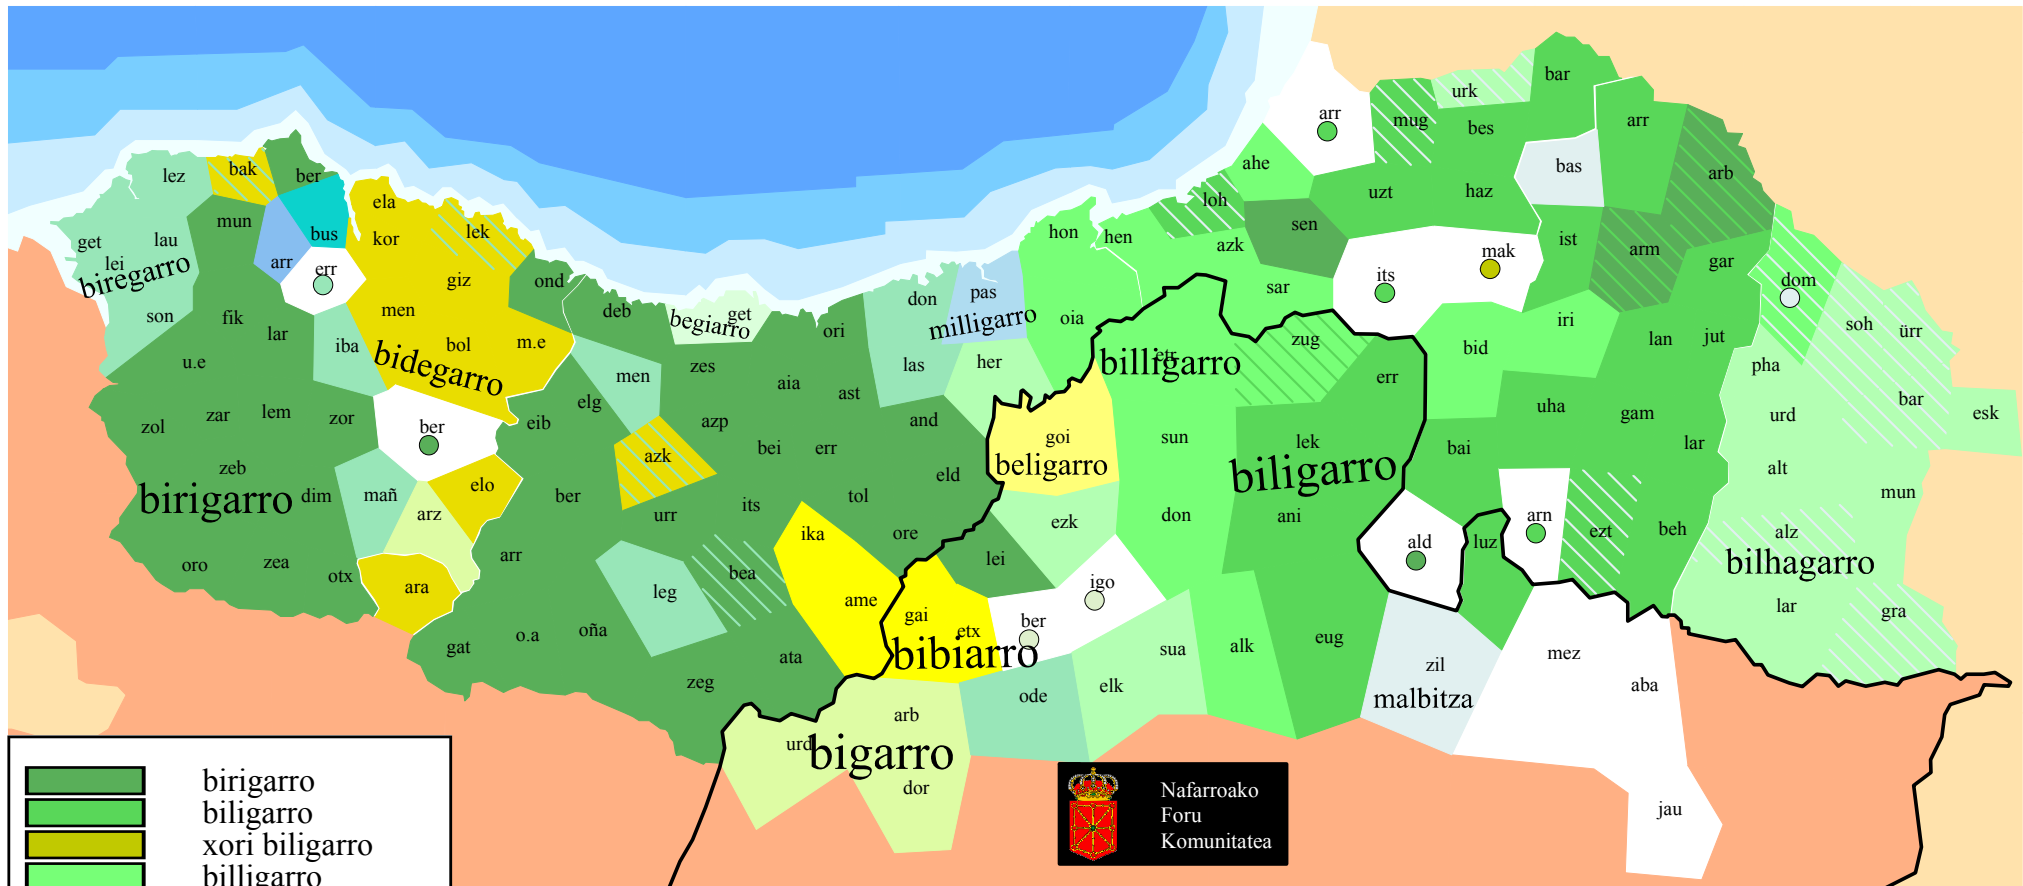 bar
urk
arr
mug
bes
arr
ahe
bas
lez
bak
ber
arb
uzt
haz
loh
ela
mun
bus
kor
lek
get
lau
lei
biregarro
arr
err
hon
hen
azk
sen
ist
arm
gar
mak
its
dom
giz
ond
sar
don
pas
son
fik
lar
men
deb
begiarro
get
ori
milligarro
oia
iri
soh
ürr
u.e
iba
bol
m.e
bidegarro
zes
las
her
billigarro
etr
zug
bid
lan
jut
pha
men
aia
ast
err
zol
zar
lem
zor
ber
elg
eib
azp
and
uha
gam
urd
bar
esk
zeb
bei
err
goi
beligarro
sun
lek
biligarro
bai
lar
alt
azk
eld
birigarro
dim
mañ
elo
ber
tol
mun
arz
urr
its
ore
ezk
don
ani
arn
ezt
beh
alz
ika
ald
luz
bilhagarro
oro
zea
otx
arr
bea
lei
igo
ara
leg
ame
gai
etx
ber
lar
gra
gat
o.a
oña
ata
bibiarro
sua
alk
eug
zil
mez
zeg
ode
elk
malbitza
aba
urd
arb
bigarro
dor
jau
Nafarroako
Foru
Komunitatea
birigarro
biligarro
xori biligarro
billigarro